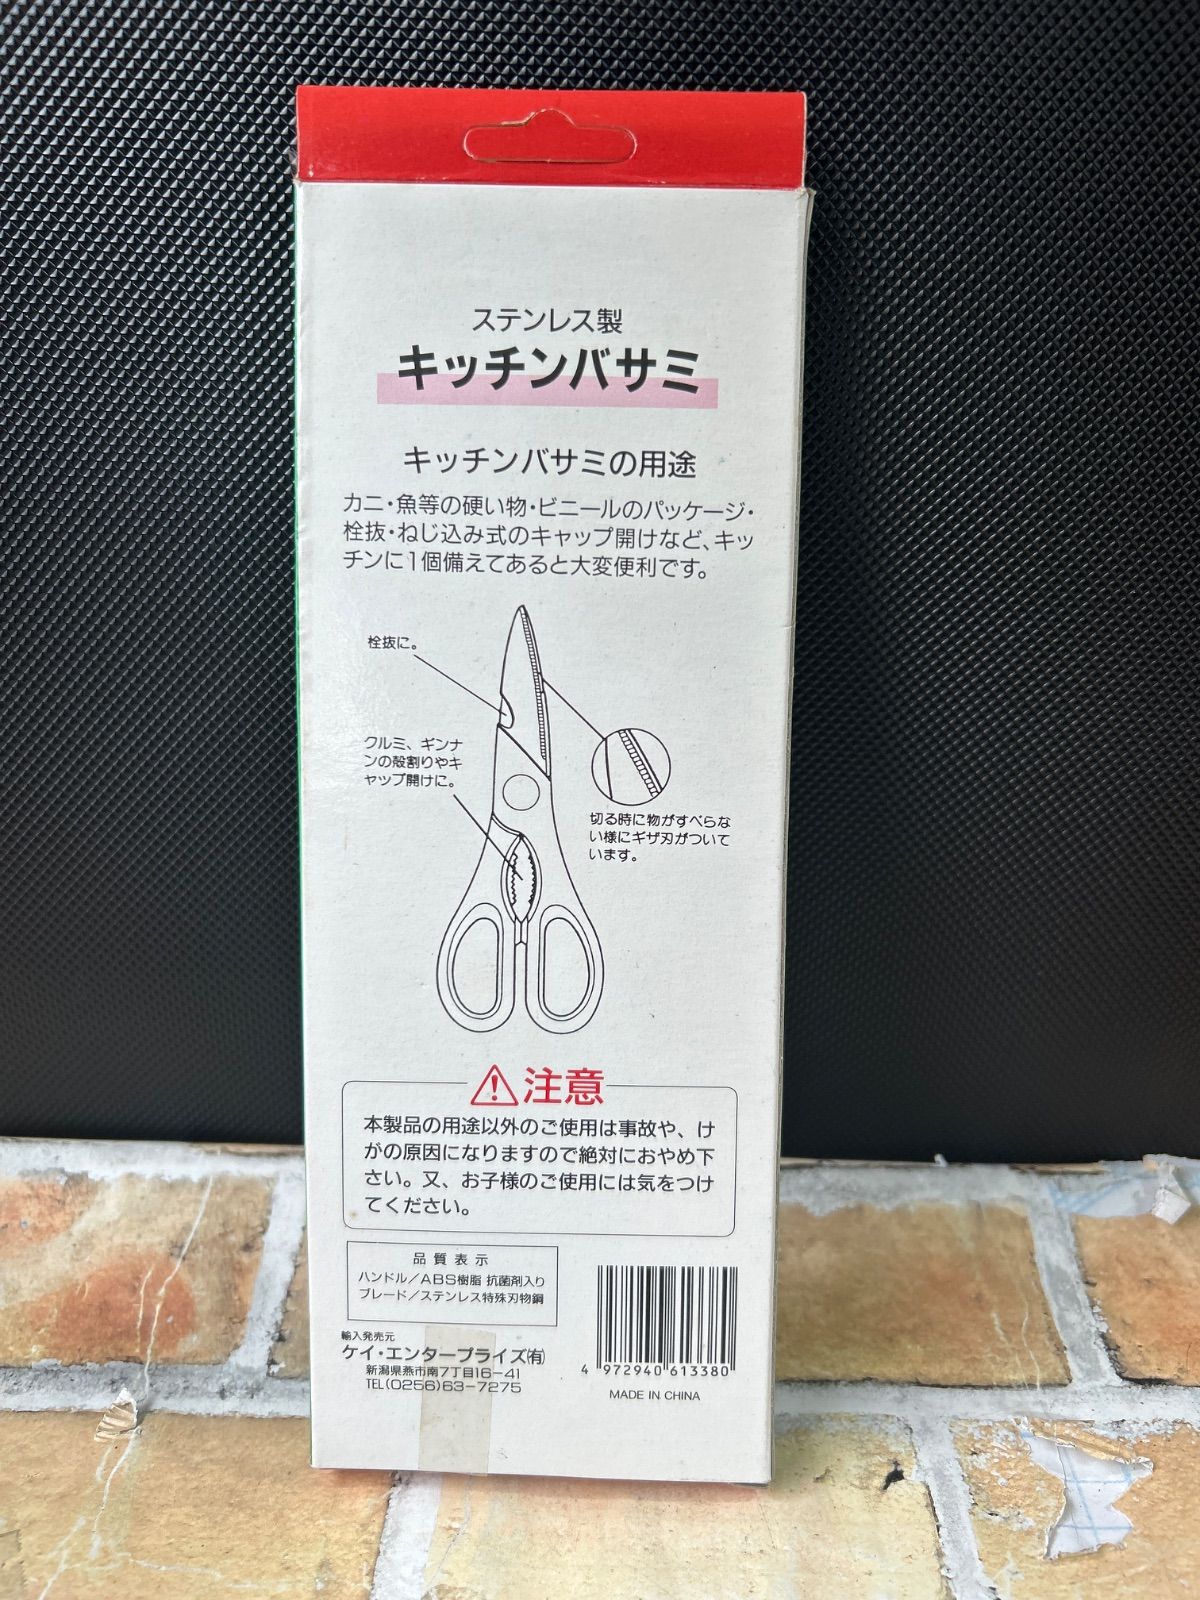 ステンレス製
キッチンバサミ
キッチンバサミの用途
カニ・魚等の硬い物・ビニールのパッケージ・
栓抜・ねじ込み式のキャップ開けなど、キッ
チンに1個備えてあると大変便利です。
栓抜に。
クルミ、ギンナ
ンの殻割りやキ
ャップ開けに。
切る時に物がすべらな
い様にギザ刃がついて
います。
注意
本製品の用途以外のご使用は事故や、け
がの原因になりますので絶対におやめ下
さい。又、お子様のご使用には気をつけ
てください。
品質表示
ハンドル/ABS樹脂 抗菌剤入り
ブレード/ステンレス特殊刃物鋼
輸入発売元
ケイ・エンタープライズ㈲
新潟県燕市南7丁目16-41
TEL(0256)63-7275
4 972940 613380
MADE IN CHINA